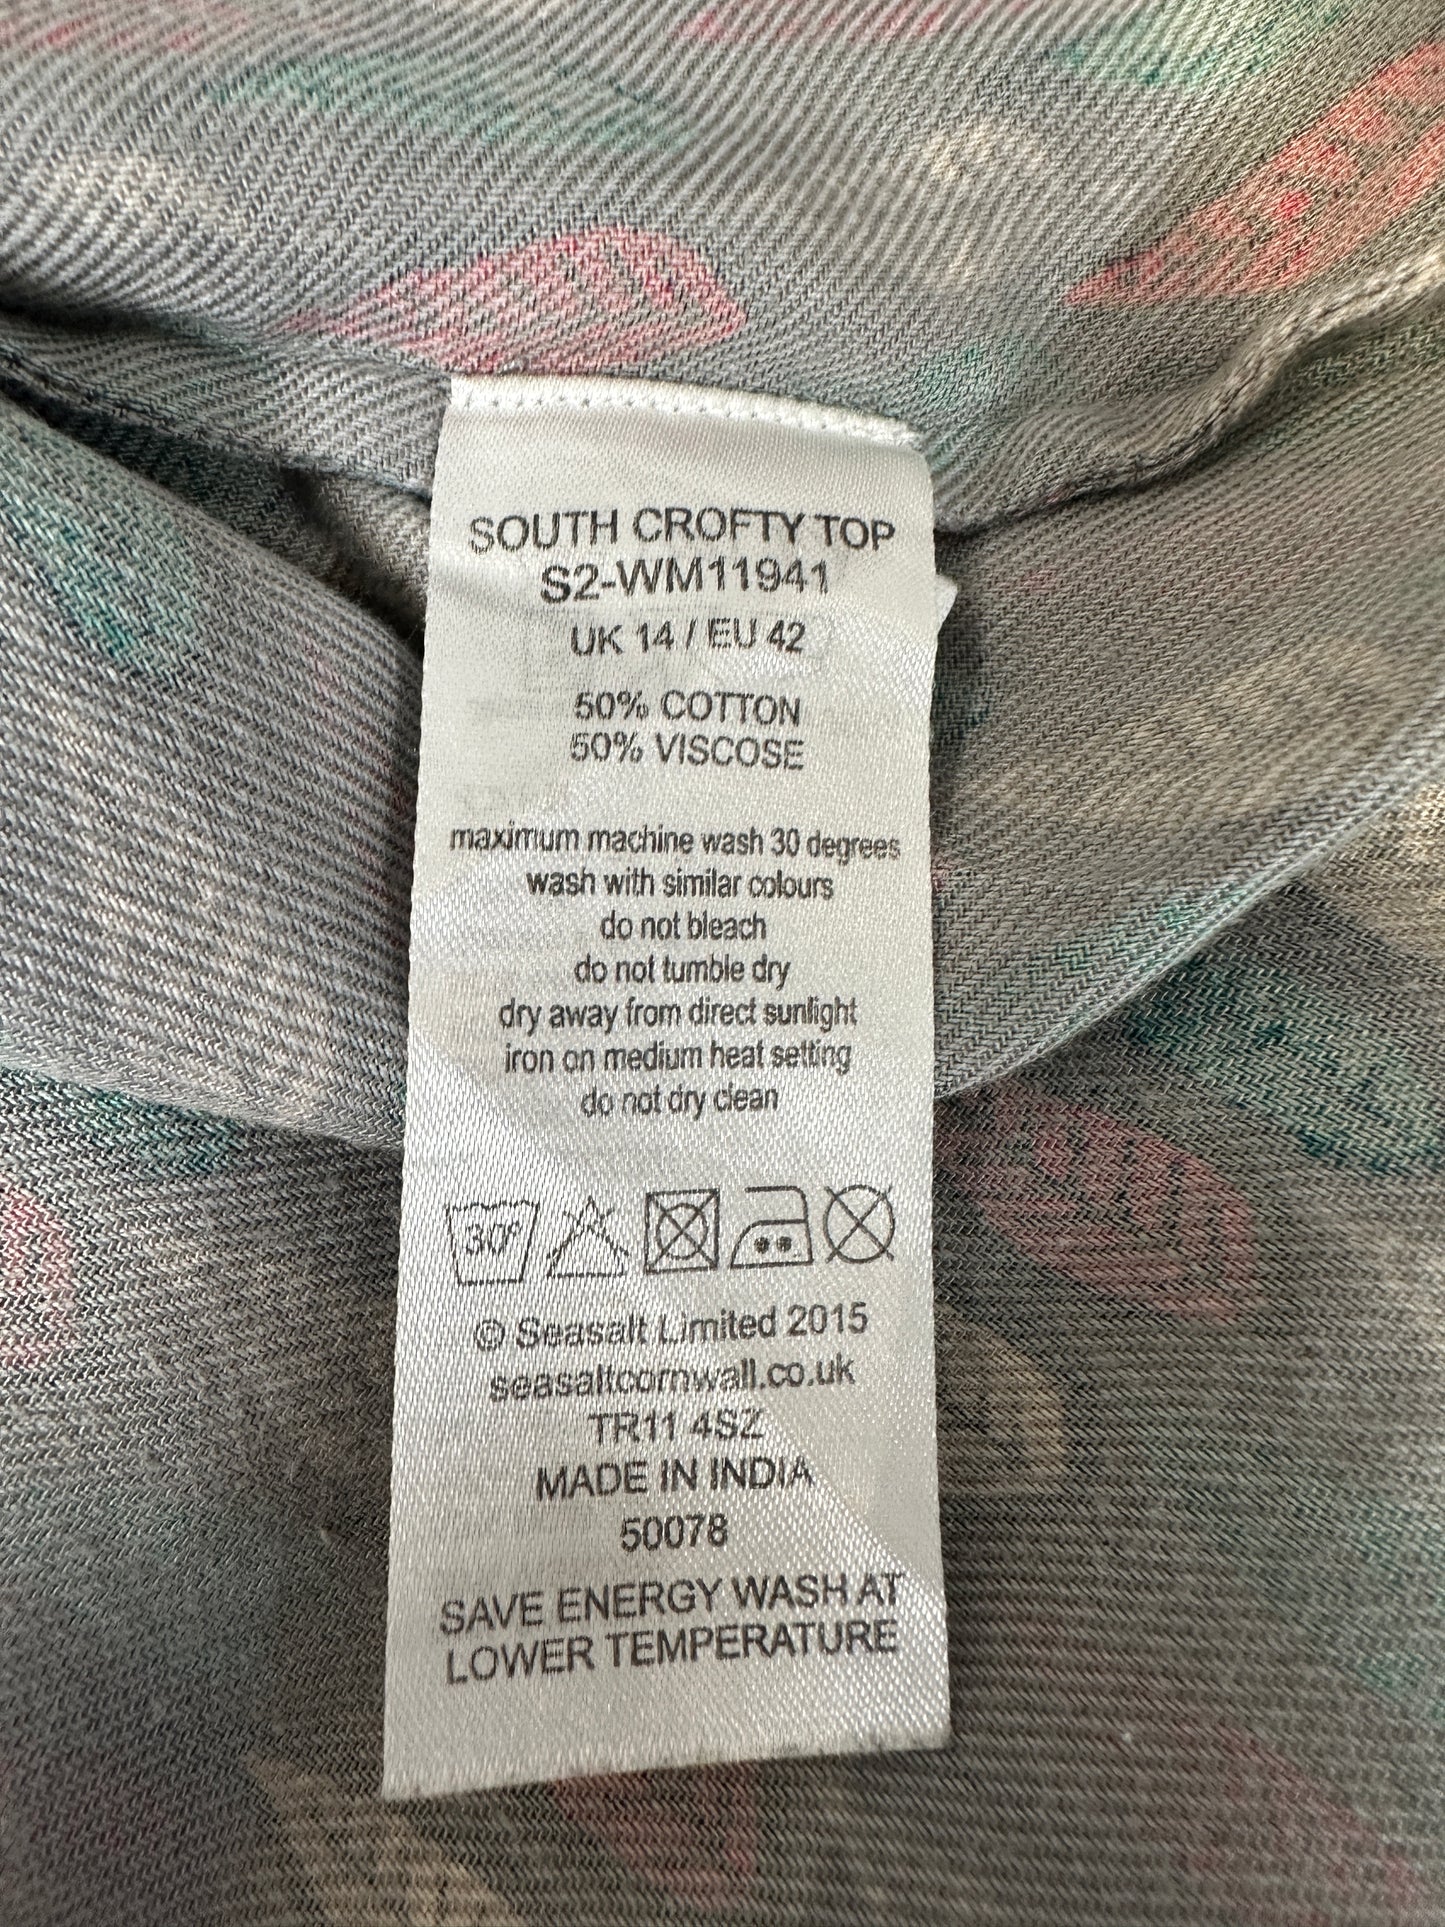 SOUTH CROFTY TOP
S2-WM11941
UK 14 / EU 42
50% COTTON
50% VISCOSE
maximum machine wash 30 degrees
wash with similar colours
do not bleach
do not tumble dry
dry away from direct sunlight
iron on medium heat setting
do not dry clean
30°
© Seasalt Limited 2015
seasaltcornwall.co.uk
TR11 4SZ
MADE IN INDIA
50078
SAVE ENERGY WASH AT
LOWER TEMPERATURE